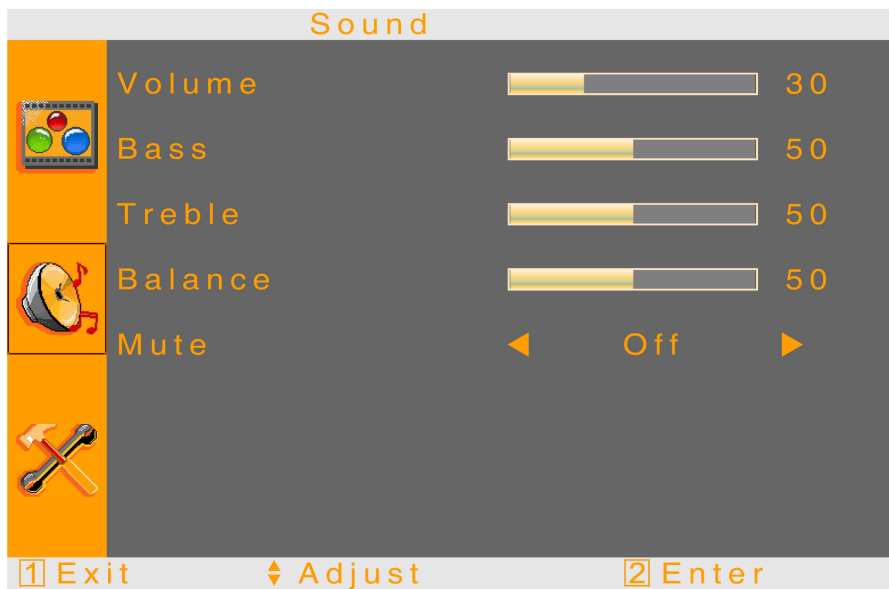 Sound
Volume 30
Bass 50
Treble 50
Balance 50
Mute Off
1 Exit Adjust 2 Enter